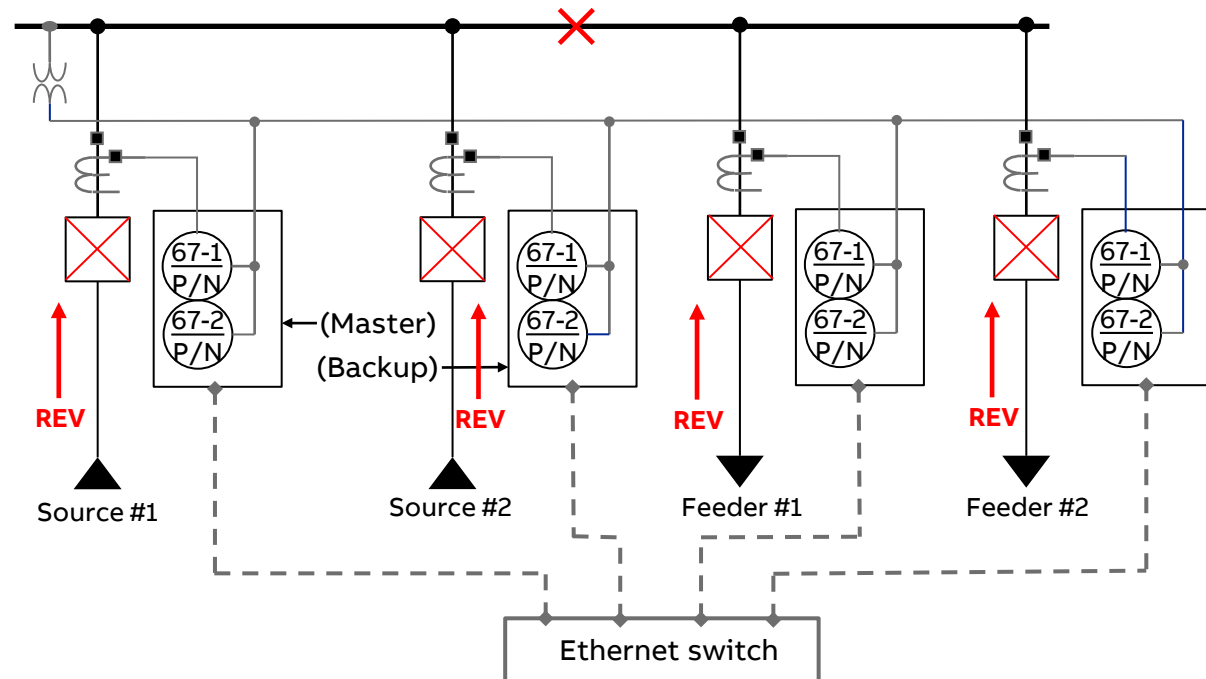 67-1
P/N
67-2
P/N
67-1
P/N
67-2
P/N
67-1
P/N
67-2
P/N
67-1
P/N
67-2
P/N
(Master)
(Backup)
REV
REV
REV
REV
Source #1
Source #2
Feeder #1
Feeder #2
Ethernet switch